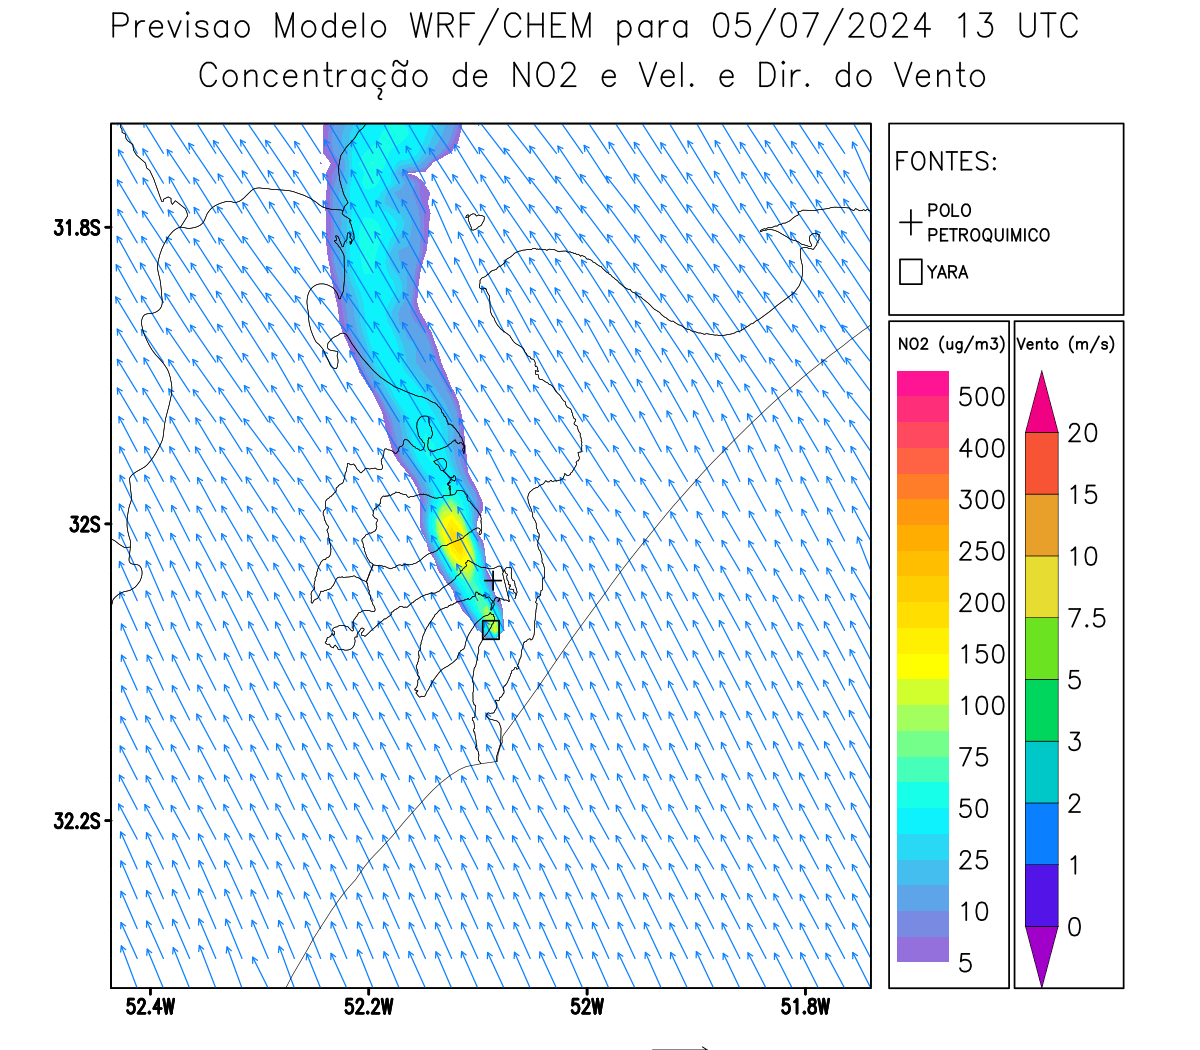 Previsao Modelo WRF/CHEM para 05/07/2024 13 UTC
Concentração de NO2 e Vel. e Dir. do Vento
FONTES:
POLO
PETROQUIMICO
YARA
31.8S
32S
32.2S
52.4W
52.2W
52W
51.8W
NO2 (ug/m3)
500
400
300
250
200
150
100
75
50
25
10
5
Vento (m/s)
20
15
10
7.5
5
3
2
1
0